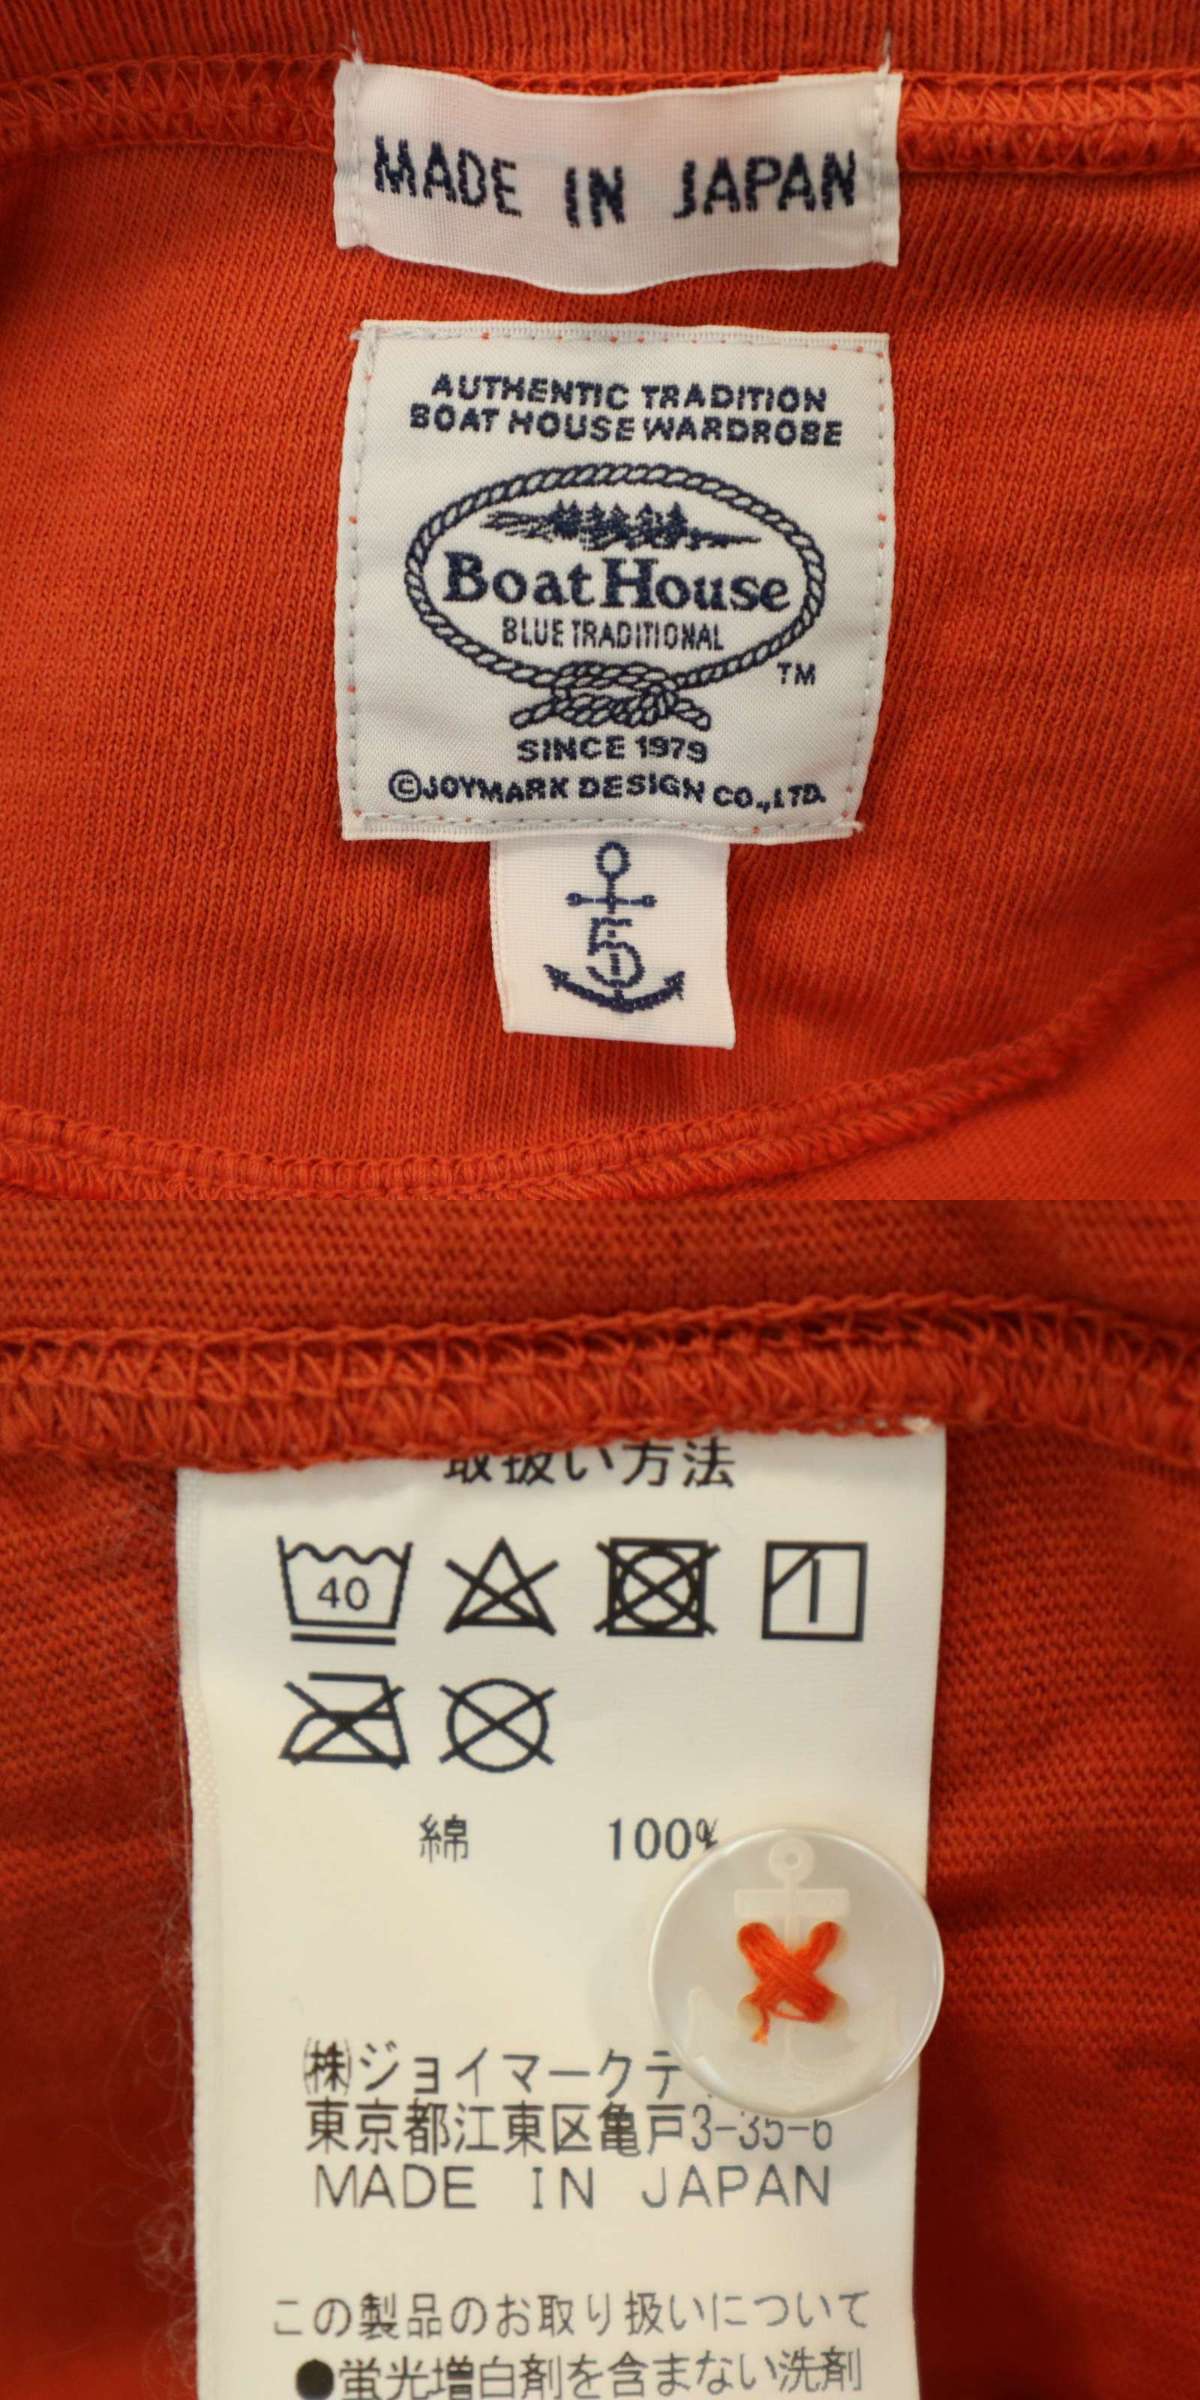 MADE IN JAPAN
AUTHENTIC TRADITION
BOAT HOUSE WARDROBE
Boat House
BLUE TRADITIONAL
TM
SINCE 1979
©JOYMARK DESIGN CO.,LTD.
5
取扱い方法
40
綿 100%
㈱ジョイマークデ
東京都江東区亀戸3-35-6
MADE IN JAPAN
この製品のお取り扱いについて
●蛍光増白剤を含まない洗剤